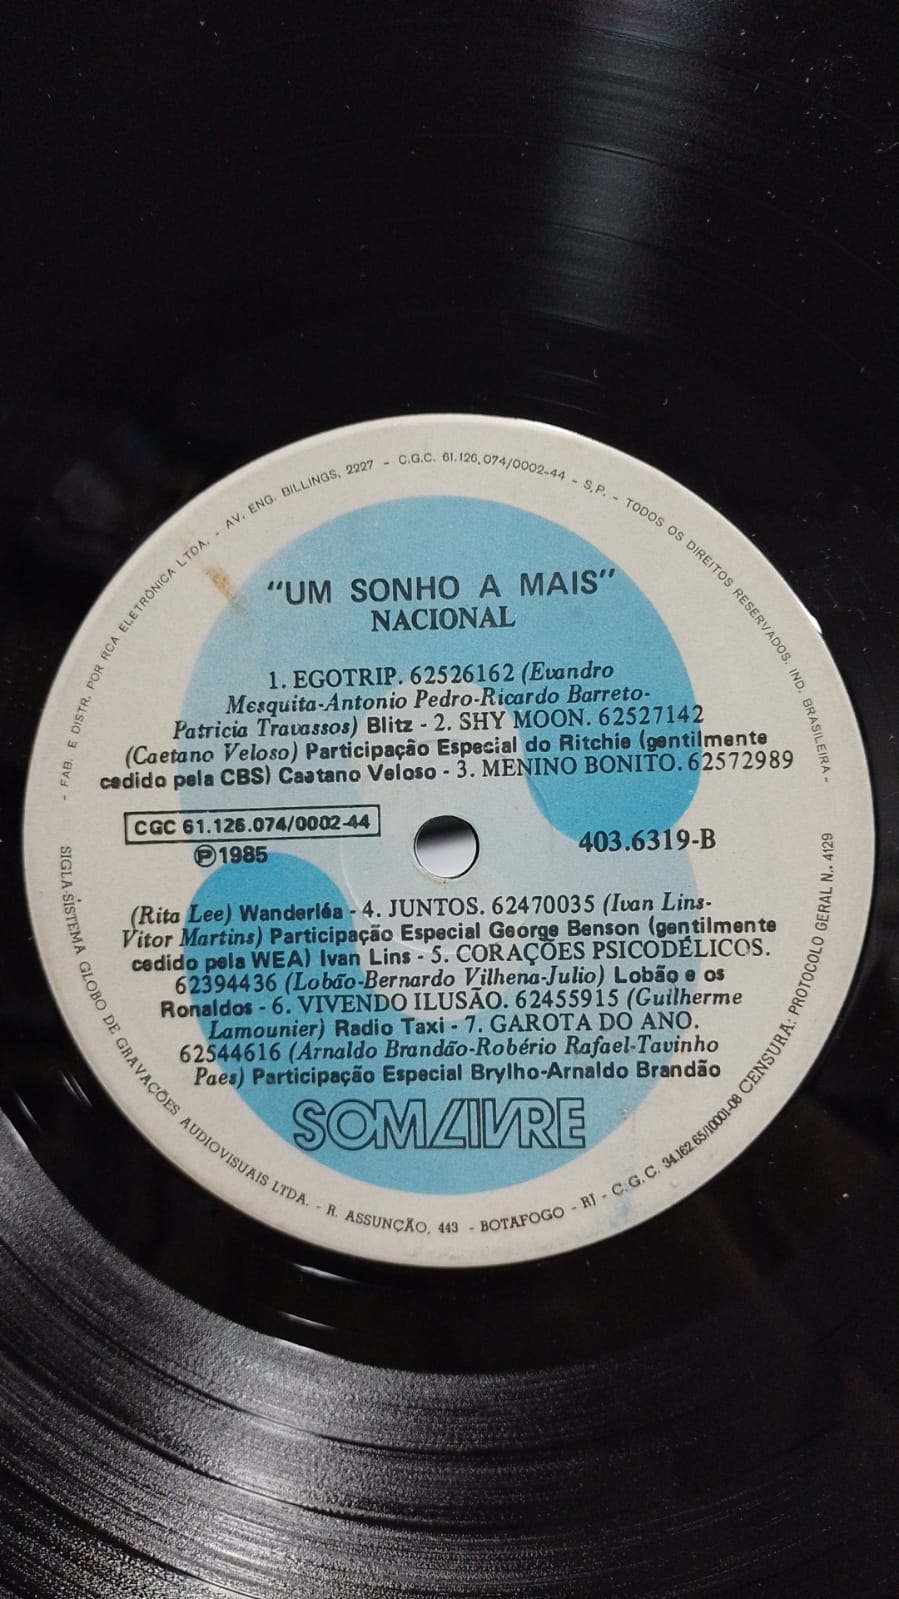 - FAB. E DISTR. POR RCA ELETRÔNICA LTDA. - AV. ENG. BILLINGS, 2227 - C.G.C. 61.126.074/0002-44 - S.P. - TODOS OS DIREITOS RESERVADOS. IND. BRASILEIRA -
"UM SONHO A MAIS"
NACIONAL
1. EGOTRIP. 62526162 (Evandro
Mesquita-Antonio Pedro-Ricardo Barreto-
Patricia Travassos) Blitz - 2. SHY MOON. 62527142
(Caetano Veloso) Participação Especial do Ritchie (gentilmente
cedido pela CBS) Caetano Veloso - 3. MENINO BONITO. 62572989
CGC 61.126.074/0002-44
Ⓟ1985
403.6319-B
(Rita Lee) Wanderléa - 4. JUNTOS. 62470035 (Ivan Lins-
Vitor Martins) Participação Especial George Benson (gentilmente
cedido pela WEA) Ivan Lins - 5. CORAÇÕES PSICODÉLICOS.
62394436 (Lobão-Bernardo Vilhena-Julio) Lobão e os
Ronaldos - 6. VIVENDO ILUSÃO. 62455915 (Guilherme
Lamounier) Radio Taxi - 7. GAROTA DO ANO.
62544616 (Arnaldo Brandão-Robério Rafael-Tavinho
Paes) Participação Especial Brylho-Arnaldo Brandão
SOM LIVRE
SIGLA-SISTEMA GLOBO DE GRAVAÇÕES AUDIOVISUAIS LTDA. - R. ASSUNÇÃO, 443 - BOTAFOGO - RJ - C.G.C. 34.162.65/10001-08 CENSURA: PROTOCOLO GERAL N.. 4129